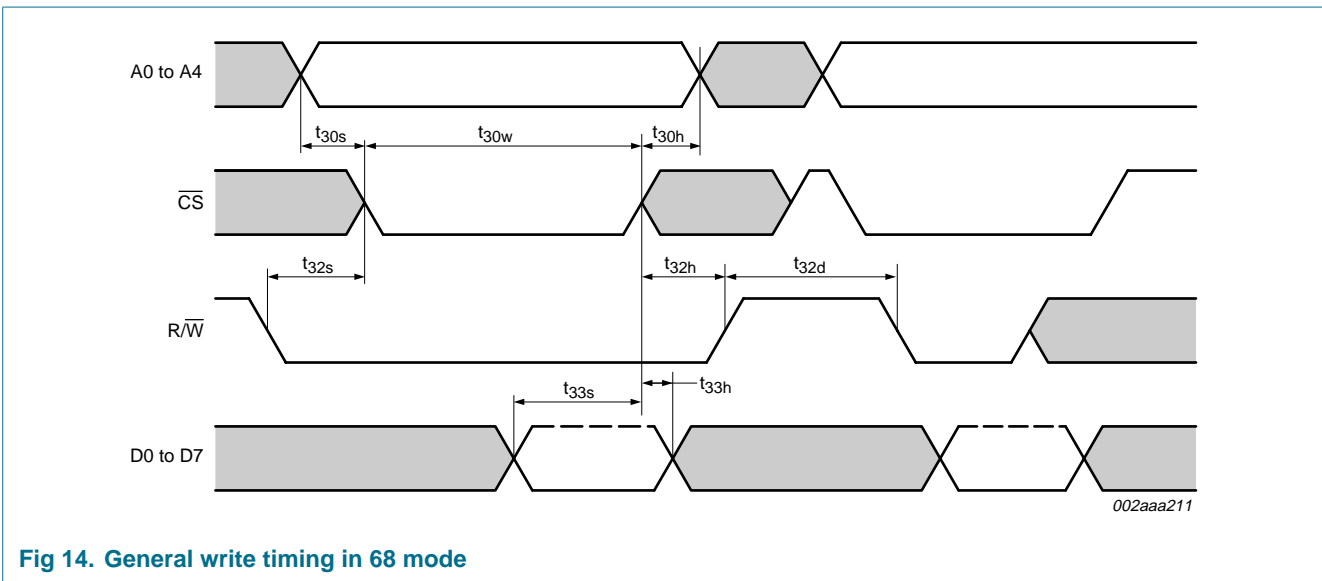 A0 to A4
t30s
t30w
t30h
C̅S̅
t32s
t32h
t32d
R/W̅
t33s
t33h
D0 to D7
002aaa211
Fig 14. General write timing in 68 mode